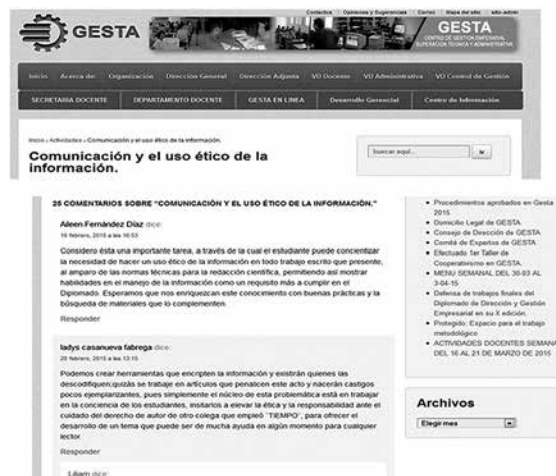 Contactos Opiniones y Sugerencias Correo Mapa del sitio sito-admin
GESTA
GESTA
CENTRO DE GESTION EMPRESARIAL
SUPERACION TECNICA Y ADMINISTRATIVA
Inicio Acerca de: Organización Dirección General Dirección Adjunta VD Docente VD Administrativa VD Control de Gestión
SECRETARIA DOCENTE DEPARTAMENTO DOCENTE GESTA EN LINEA Desarrollo Gerencial Centro de Información
Inicio › Actividades › Comunicación y el uso ético de la información.
Comunicación y el uso ético de la
información.
buscar aquí... Ir
25 COMENTARIOS SOBRE "COMUNICACIÓN Y EL USO ÉTICO DE LA INFORMACIÓN."
Aileen Fernández Díaz dice:
16 febrero, 2015 a las 16:53
Considero ésta una importante tarea, a través de la cual el estudiante puede concientizar
la necesidad de hacer un uso ético de la información en todo trabajo escrito que presente,
al amparo de las normas técnicas para la redacción científica, permitiendo así mostrar
habilidades en el manejo de la información como un requisito más a cumplir en el
Diplomado. Esperamos que nos enriquezcan este conocimiento con buenas prácticas y la
búsqueda de materiales que lo complementen.
Responder
ladys casanueva fabrega dice:
20 febrero, 2015 a las 13:15
Podemos crear herramientas que encripten la información y existirán quienes las
descodifiquen;quizás se trabaje en artículos que penalicen este acto y nacerán castigos
pocos ejemplarizantes, pues simplemente el núcleo de esta problemática está en trabajar
en la conciencia de los estudiantes, insitarlos a elevar la ética y la responsabilidad ante el
cuidado del derecho de autor de otro colega que empleó ¨TIEMPO¨, para ofrecer el
desarrollo de un tema que puede ser de mucha ayuda en algún momento para cualquier
lector.
Responder
Liliam dice:
Procedimientos aprobados en Gesta
2015
Domicilio Legal de GESTA
Consejo de Dirección de GESTA
Comité de Expertos de GESTA
Efectuado 1er Taller de
Cooperativismo en GESTA.
MENU SEMANAL DEL 30-03 AL
3-04-15
Defensa de trabajos finales del
Diplomado de Dirección y Gestión
Empresarial en su X edición.
Protegido: Espacio para el trabajo
metodológico
ACTIVIDADES DOCENTES SEMANA
DEL 16 AL 21 DE MARZO DE 2015
Archivos
Elegir mes